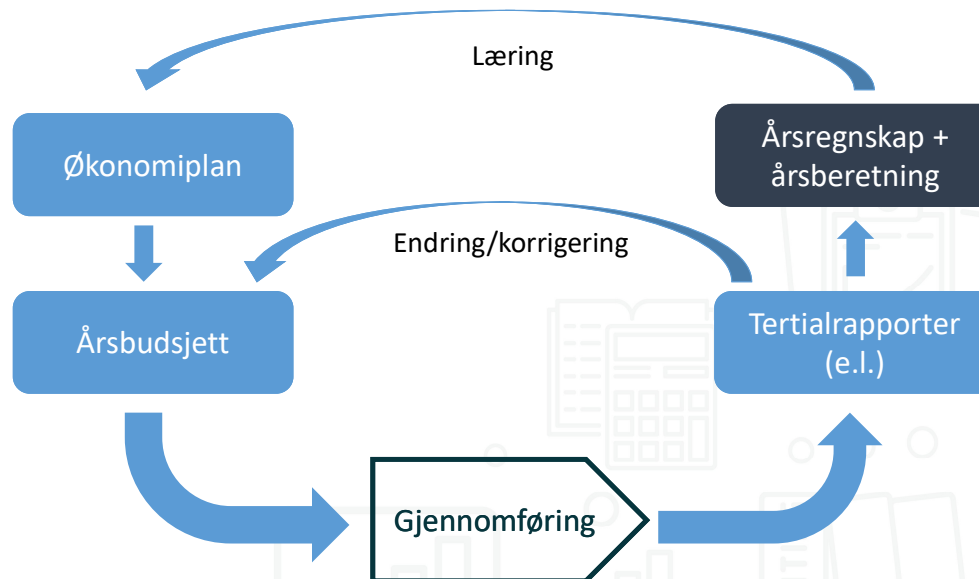 Læring
Økonomiplan
Årsregnskap +
årsberetning
Endring/korrigering
Årsbudsjett
Tertialrapporter
(e.l.)
Gjennomføring